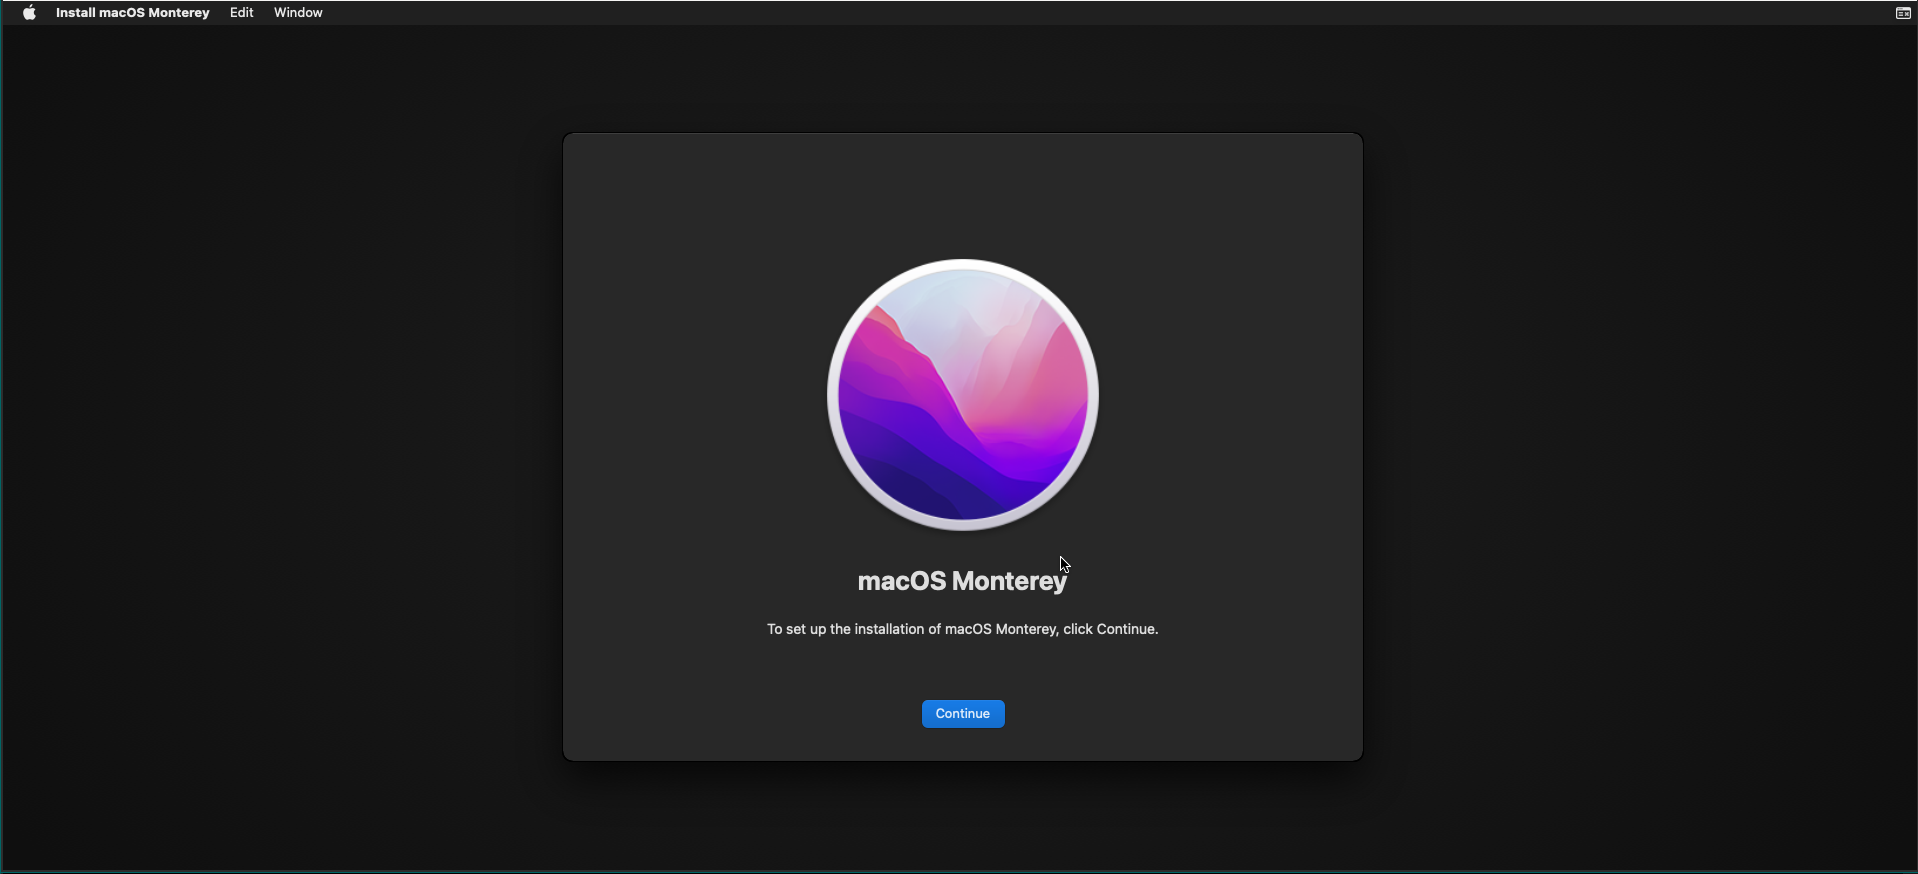 Install macOS Monterey Edit Window
macOS Monterey
To set up the installation of macOS Monterey, click Continue.
Continue